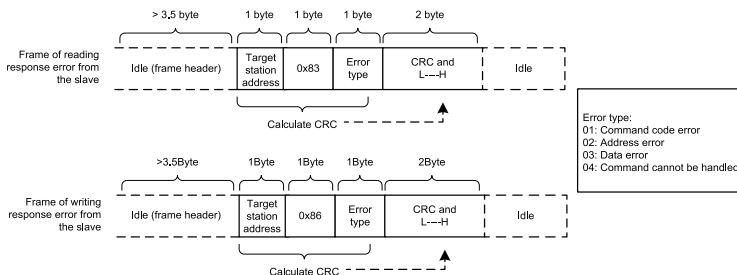 > 3.5 byte
1 byte
1 byte
1 byte
2 byte
Frame of reading
response error from
the slave
Idle (frame header)
Target
station
address
0x83
Error
type
CRC and
L----H
Idle
Calculate CRC
Error type:
01: Command code error
02: Address error
03: Data error
04: Command cannot be handled
>3.5Byte
1Byte
1Byte
1Byte
2Byte
Frame of writing
response error from
the slave
Idle (frame header)
Target
station
address
0x86
Error
type
CRC and
L----H
Idle
Calculate CRC